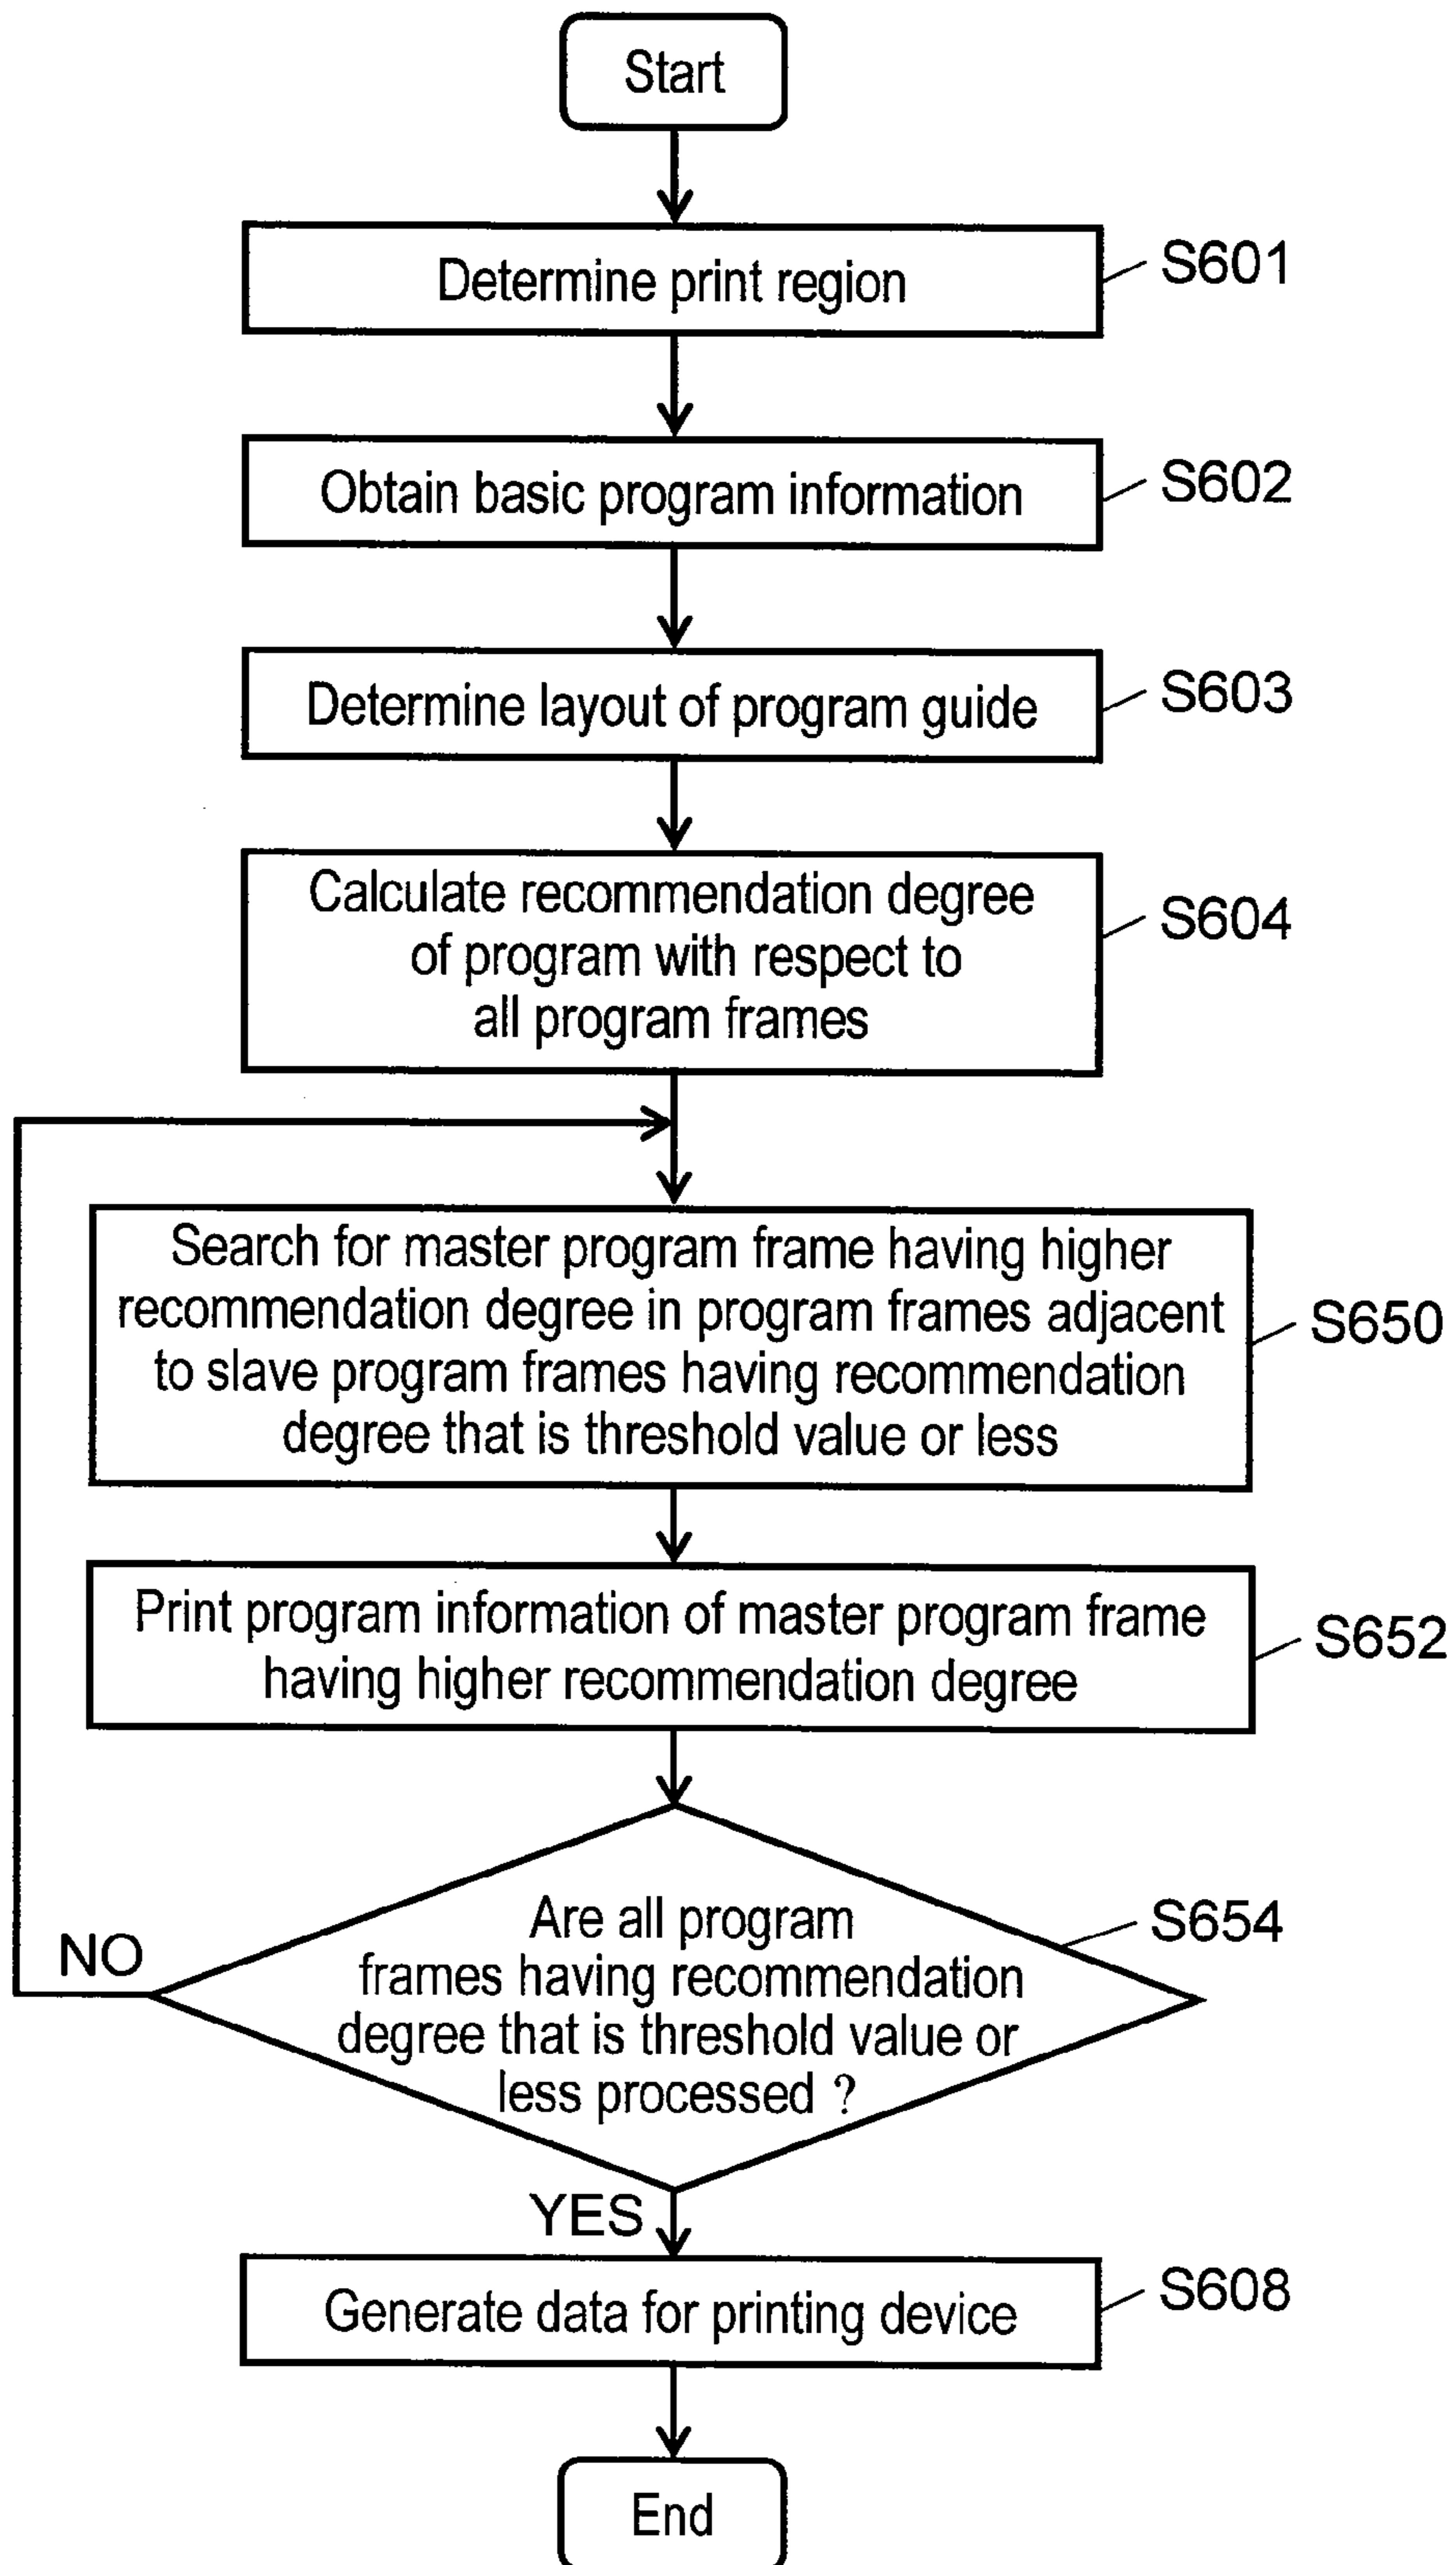 Start
Determine print region
S601
Obtain basic program information
S602
Determine layout of program guide
S603
Calculate recommendation degree
of program with respect to
all program frames
S604
Search for master program frame having higher
recommendation degree in program frames adjacent
to slave program frames having recommendation
degree that is threshold value or less
S650
Print program information of master program frame
having higher recommendation degree
S652
Are all program
frames having recommendation
degree that is threshold value or
less processed ?
S654
NO
YES
Generate data for printing device
S608
End